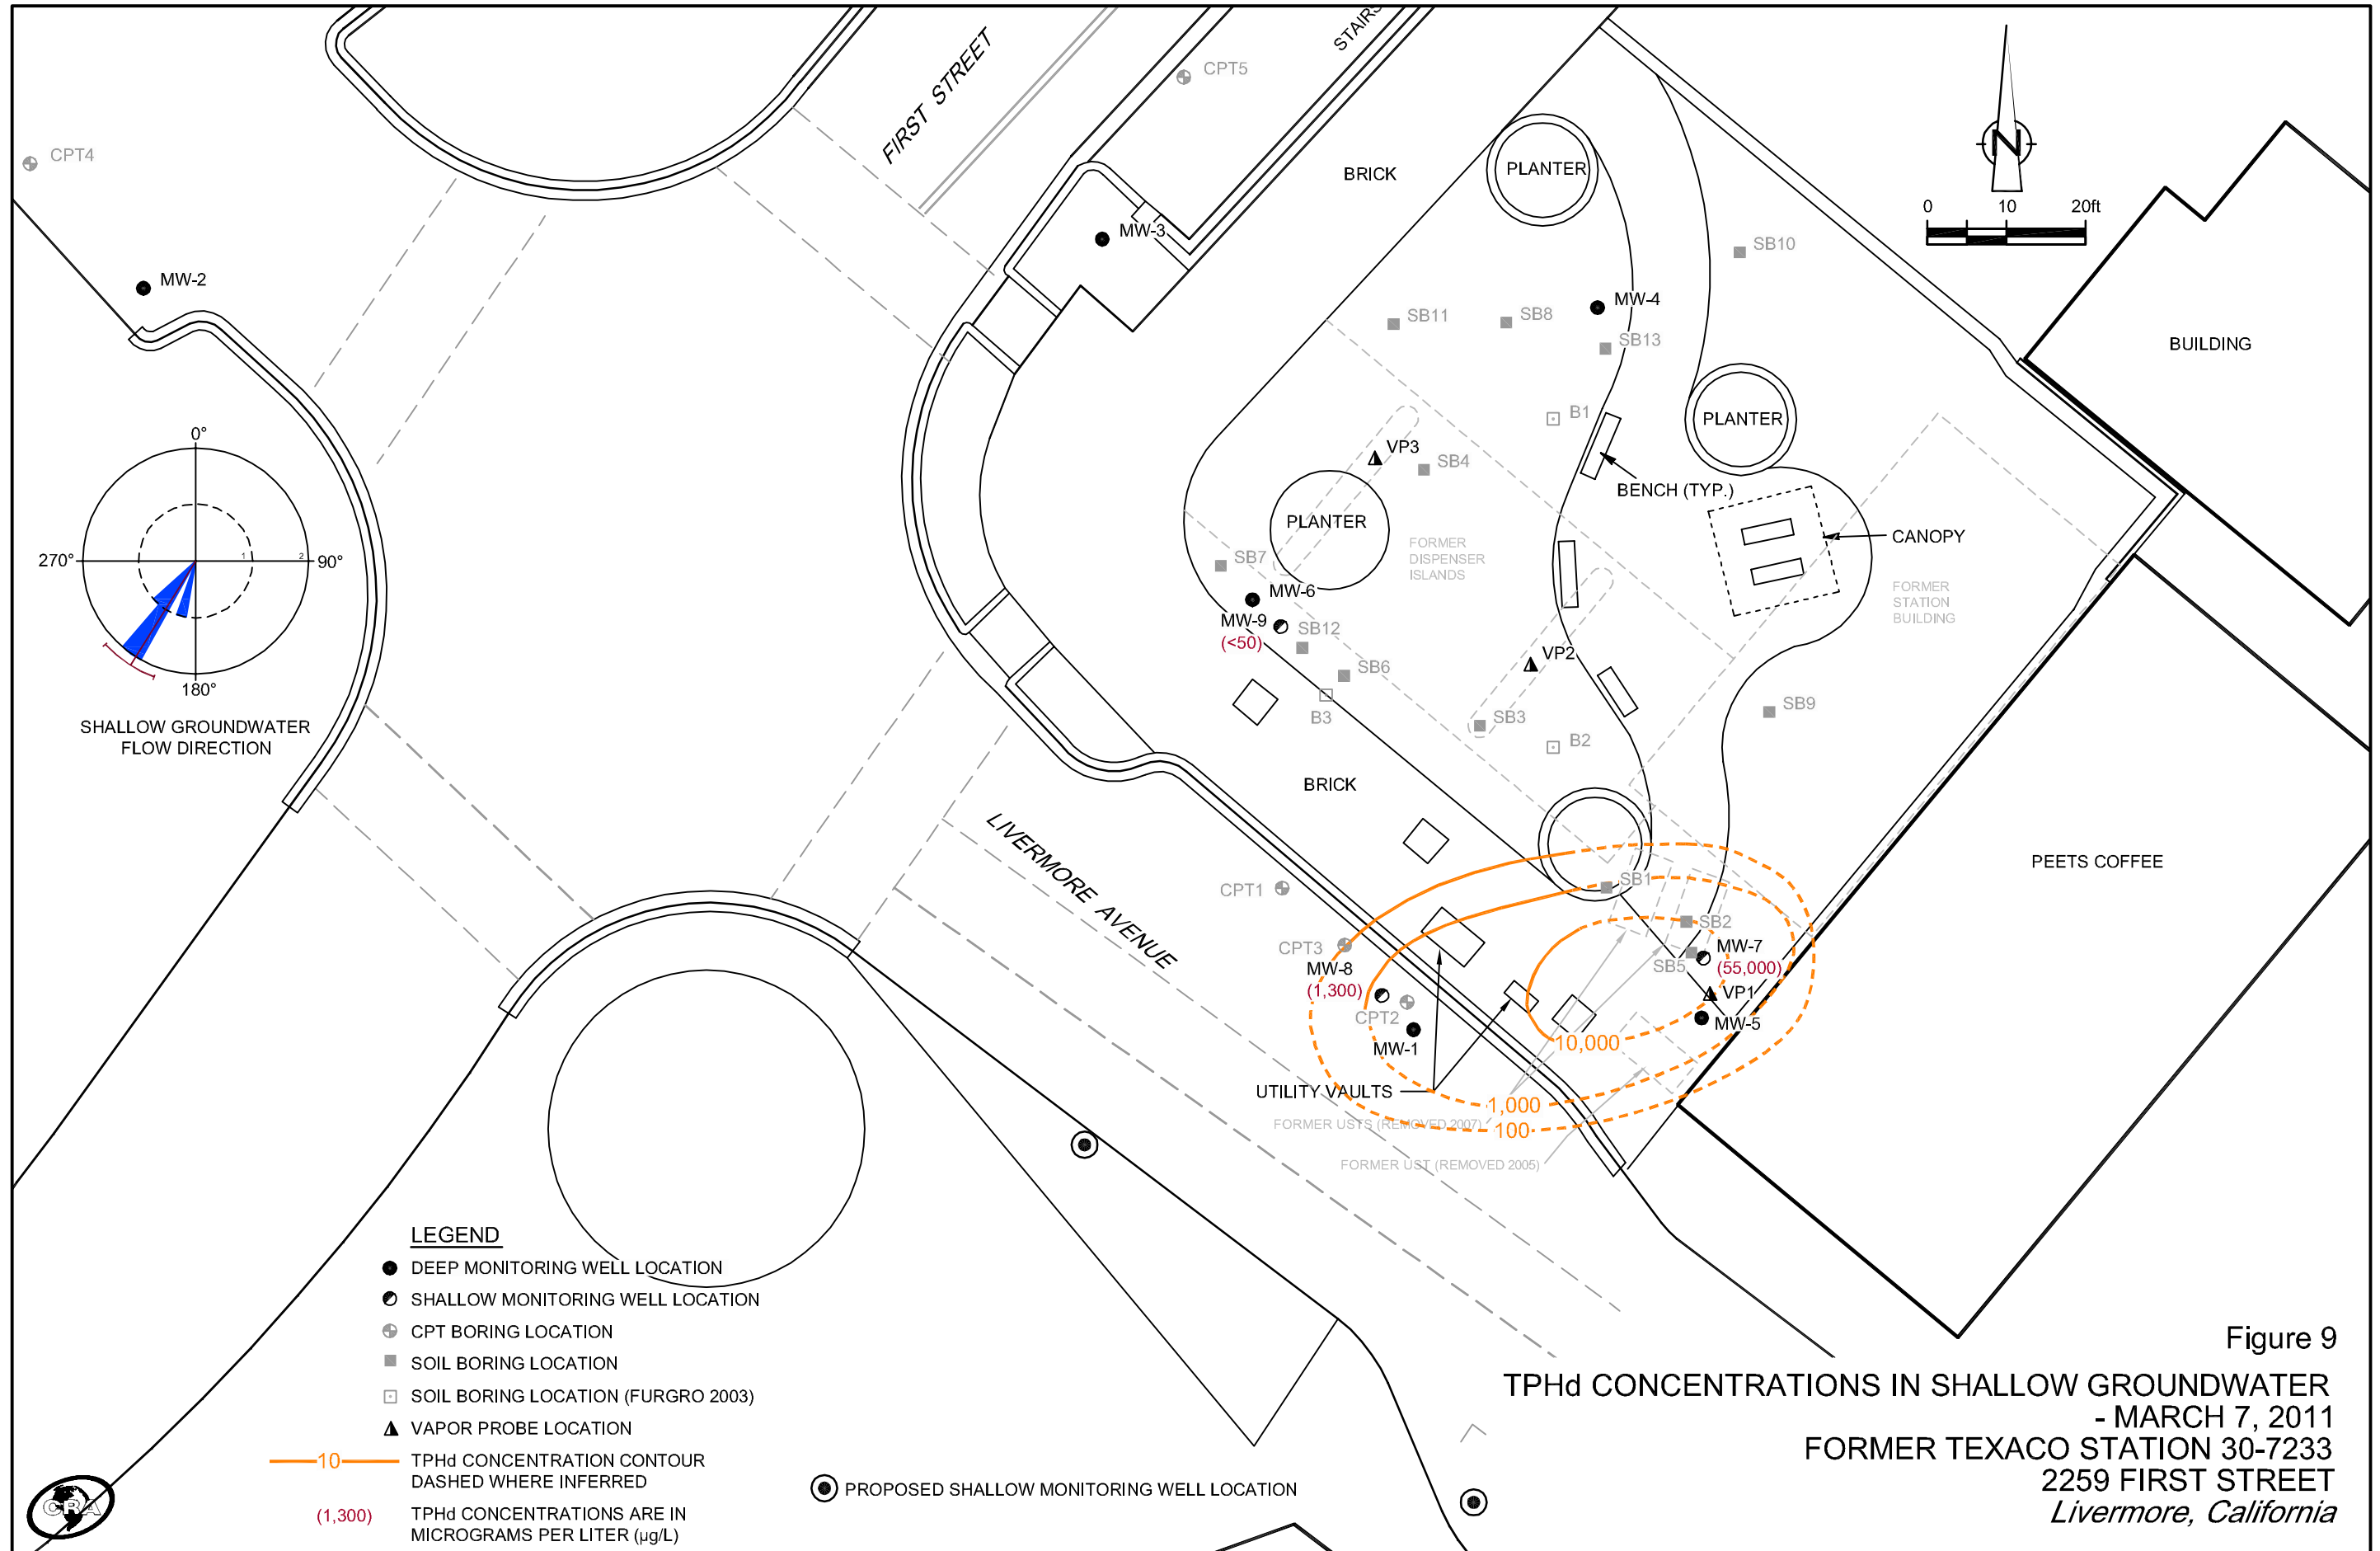 STAIRS
FIRST STREET
CPT5
CPT4
MW-2
MW-3
BRICK
PLANTER
N
0 10 20ft
SB10
MW-4
SB11
SB8
SB13
BUILDING
B1
PLANTER
VP3
SB4
BENCH (TYP.)
PLANTER
CANOPY
FORMER
DISPENSER
ISLANDS
FORMER
STATION
BUILDING
SB7
MW-6
MW-9
(<50)
SB12
SB6
B3
VP2
SB3
B2
SB9
0°
270°
1
2
90°
180°
SHALLOW GROUNDWATER
FLOW DIRECTION
BRICK
LIVERMORE AVENUE
PEETS COFFEE
CPT1
SB1
SB2
CPT3
MW-8
(1,300)
CPT2
MW-1
MW-7
(55,000)
SB5
VP1
MW-5
10,000
1,000
100
UTILITY VAULTS
FORMER USTS (REMOVED 2007)
FORMER UST (REMOVED 2005)
LEGEND
DEEP MONITORING WELL LOCATION
SHALLOW MONITORING WELL LOCATION
CPT BORING LOCATION
SOIL BORING LOCATION
SOIL BORING LOCATION (FURGRO 2003)
VAPOR PROBE LOCATION
10 TPHd CONCENTRATION CONTOUR
DASHED WHERE INFERRED
(1,300) TPHd CONCENTRATIONS ARE IN
MICROGRAMS PER LITER (µg/L)
PROPOSED SHALLOW MONITORING WELL LOCATION
CRA
Figure 9
TPHd CONCENTRATIONS IN SHALLOW GROUNDWATER
- MARCH 7, 2011
FORMER TEXACO STATION 30-7233
2259 FIRST STREET
Livermore, California